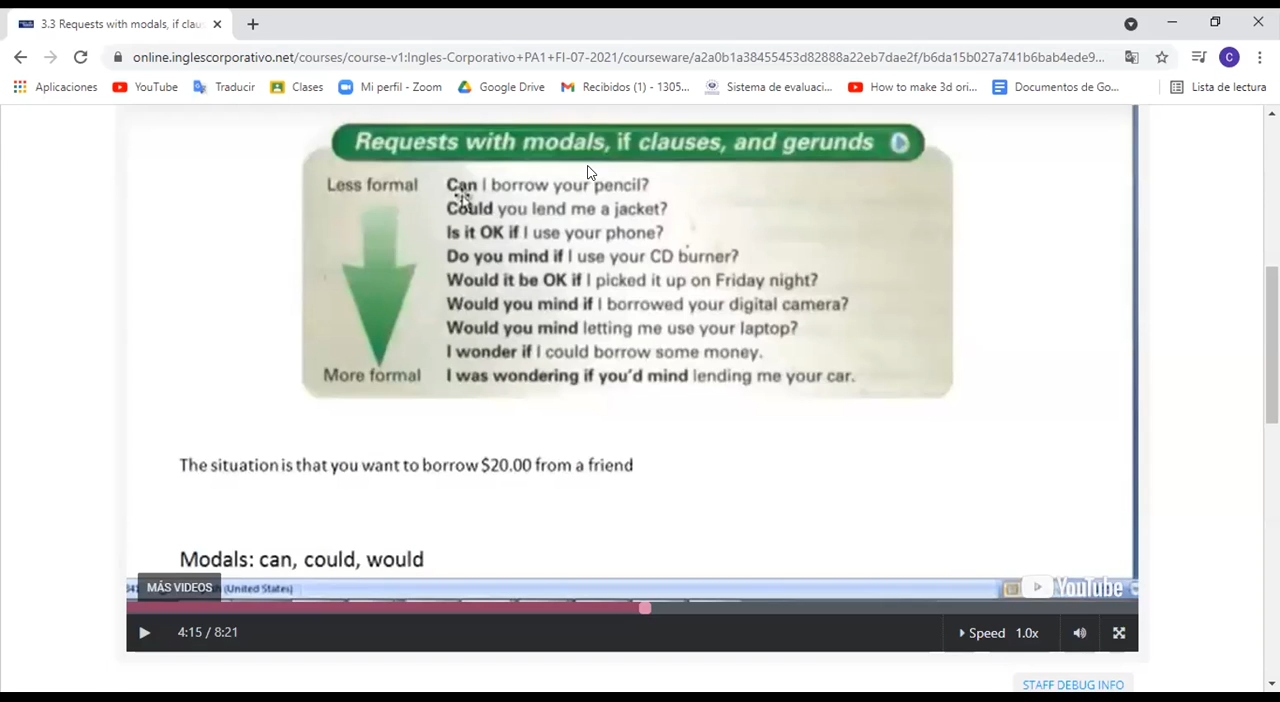 3.3 Requests with modals, if clau
online.inglescorporativo.net/courses/course-v1:Ingles-Corporativo+PA1+FI-07-2021/courseware/a2a0b1a38455453d82888a22eb7dae2f/b6da15b027a741b6bab4ede9...
C
Aplicaciones YouTube Traducir Clases Mi perfil - Zoom Google Drive Recibidos (1) - 1305... Sistema de evaluaci... How to make 3d ori... Documentos de Go... Lista de lectura
Requests with modals, if clauses, and gerunds
Less formal Can I borrow your pencil?
Could you lend me a jacket?
Is it OK if I use your phone?
Do you mind if I use your CD burner?
Would it be OK if I picked it up on Friday night?
Would you mind if I borrowed your digital camera?
Would you mind letting me use your laptop?
I wonder if I could borrow some money.
More formal I was wondering if you'd mind lending me your car.
The situation is that you want to borrow $20.00 from a friend
Modals: can, could, would
MÁS VIDEOS
(United States)
YouTube
4:15 / 8:21 Speed 1.0x
STAFF DEBUG INFO